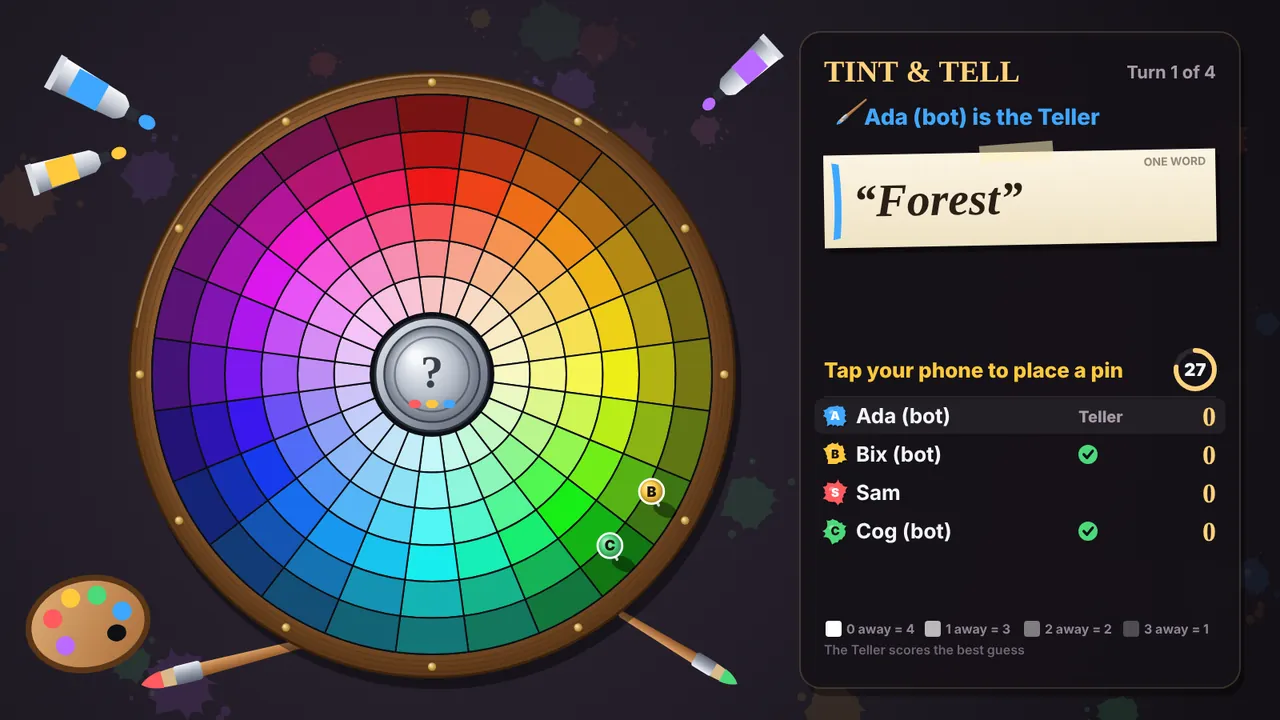 TINT & TELL
Turn 1 of 4
Ada (bot) is the Teller
ONE WORD
“Forest”
?
Tap your phone to place a pin
27
A Ada (bot) Teller 0
B Bix (bot) 0
S Sam 0
C Cog (bot) 0
B
C
0 away = 4 1 away = 3 2 away = 2 3 away = 1
The Teller scores the best guess